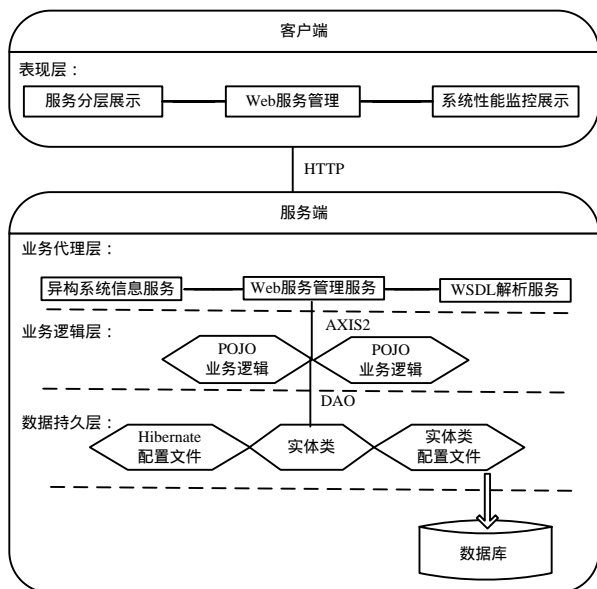 客户端
表现层：
服务分层展示
Web服务管理
系统性能监控展示
HTTP
服务端
业务代理层：
异构系统信息服务
Web服务管理服务
WSDL解析服务
AXIS2
业务逻辑层：
POJO
业务逻辑
POJO
业务逻辑
DAO
数据持久层：
Hibernate
配置文件
实体类
实体类
配置文件
数据库